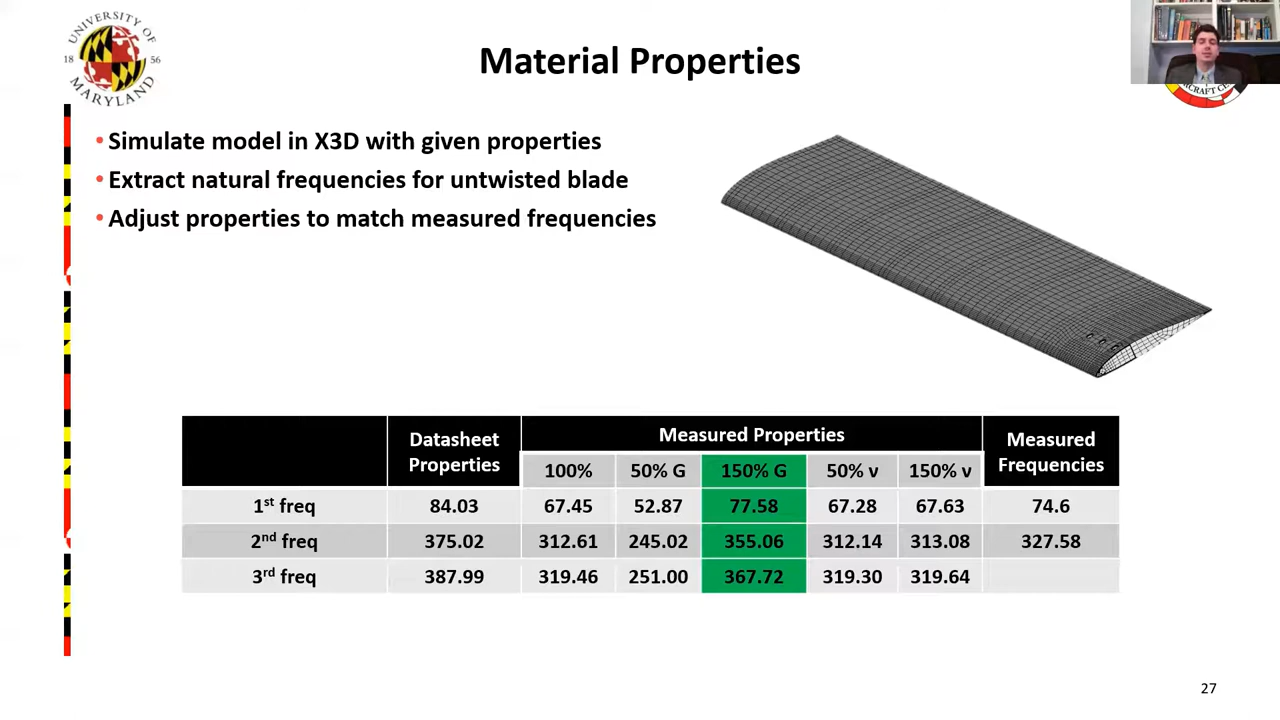 UNIVERSITY OF
18 56
MARYLAND
Material Properties
RCRAFT CE
• Simulate model in X3D with given properties
• Extract natural frequencies for untwisted blade
• Adjust properties to match measured frequencies
Datasheet Properties Measured Properties Measured Frequencies
100% 50% G 150% G 50% ν 150% ν
1st freq 84.03 67.45 52.87 77.58 67.28 67.63 74.6
2nd freq 375.02 312.61 245.02 355.06 312.14 313.08 327.58
3rd freq 387.99 319.46 251.00 367.72 319.30 319.64
27